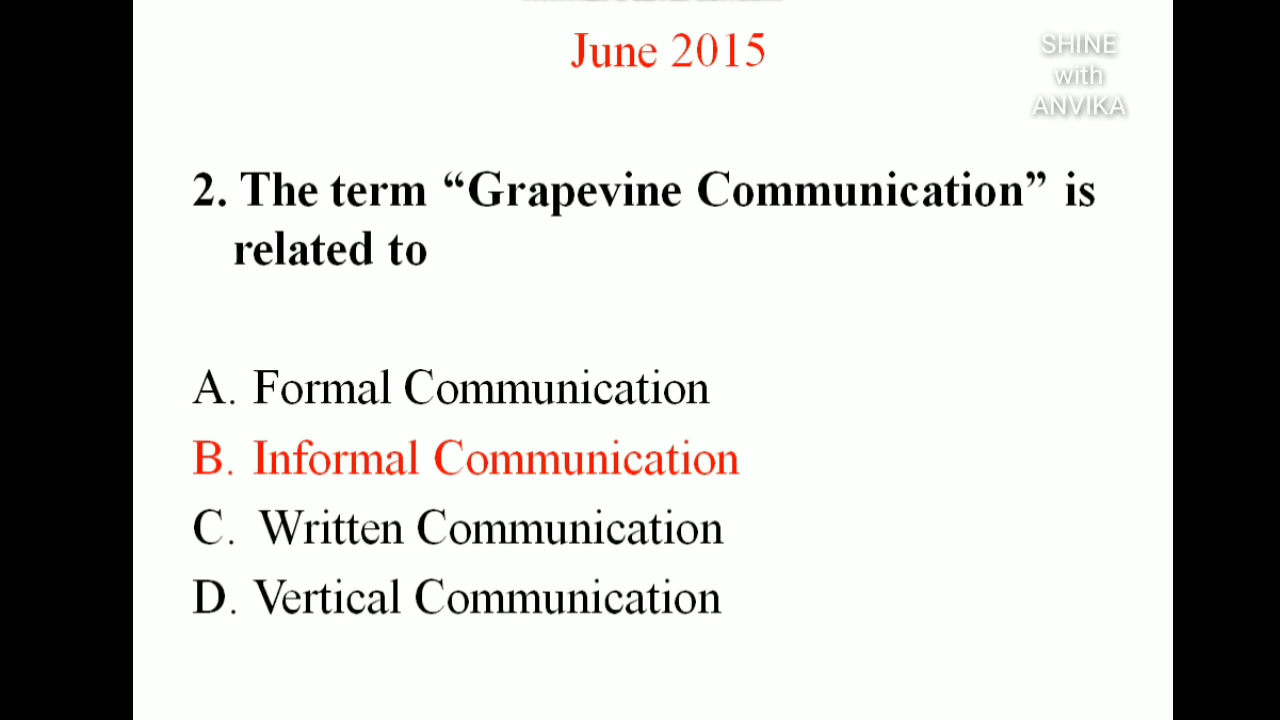 June 2015
SHINE
with
ANVIKA
2. The term “Grapevine Communication” is
related to
A. Formal Communication
B. Informal Communication
C. Written Communication
D. Vertical Communication